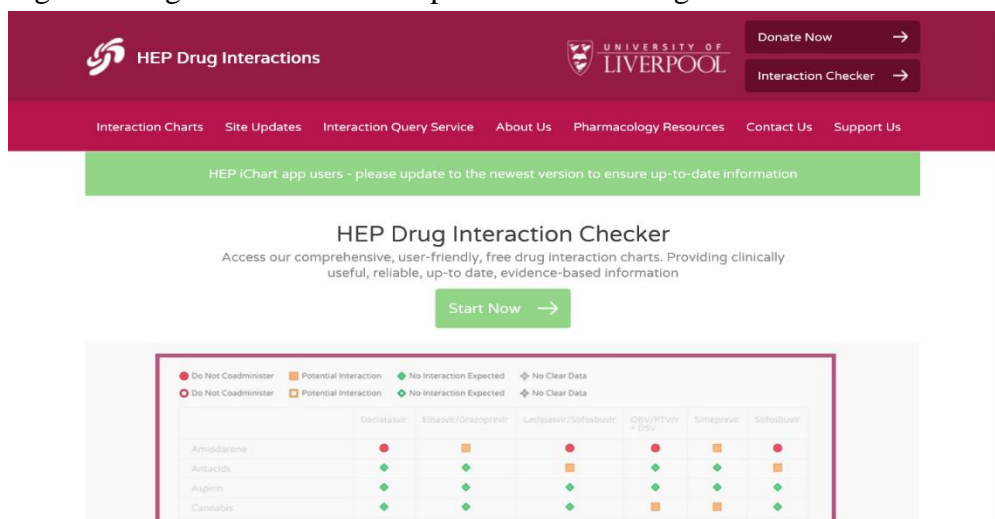 HEP Drug Interactions
UNIVERSITY OF
LIVERPOOL
Donate Now
Interaction Checker
Interaction Charts Site Updates Interaction Query Service About Us Pharmacology Resources Contact Us Support Us
HEP iChart app users - please update to the newest version to ensure up-to-date information
HEP Drug Interaction Checker
Access our comprehensive, user-friendly, free drug interaction charts. Providing clinically
useful, reliable, up-to date, evidence-based information
Start Now
Do Not Coadminister Potential Interaction No Interaction Expected No Clear Data
Do Not Coadminister Potential Interaction No Interaction Expected No Clear Data
Daclatasvir Elbasvir/Grazoprevir Ledipasvir/Sofosbuvir OBV/PTV/r
+ DSV Simeprevir Sofosbuvir
Amiodarone
Antacids
Aspirin
Cannabis